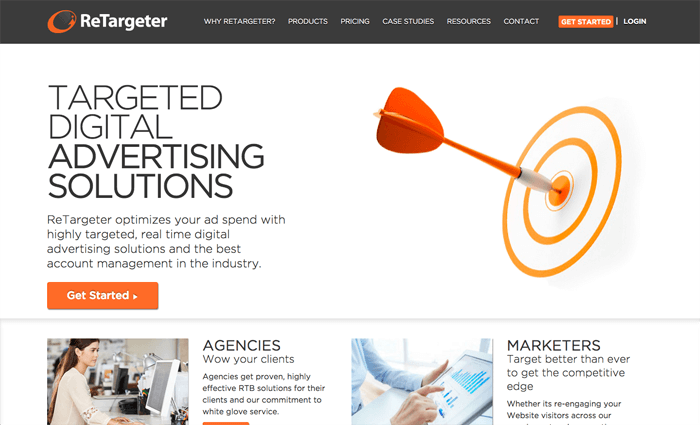 ReTargeter
WHY RETARGETER? PRODUCTS PRICING CASE STUDIES RESOURCES CONTACT GET STARTED | LOGIN
TARGETED
DIGITAL
ADVERTISING
SOLUTIONS
ReTargeter optimizes your ad spend with
highly targeted, real time digital
advertising solutions and the best
account management in the industry.
Get Started ▸
AGENCIES
Wow your clients
Agencies get proven, highly
effective RTB solutions for their
clients and our commitment to
white glove service.
MARKETERS
Target better than ever
to get the competitive
edge
Whether its re-engaging your
Website visitors across our